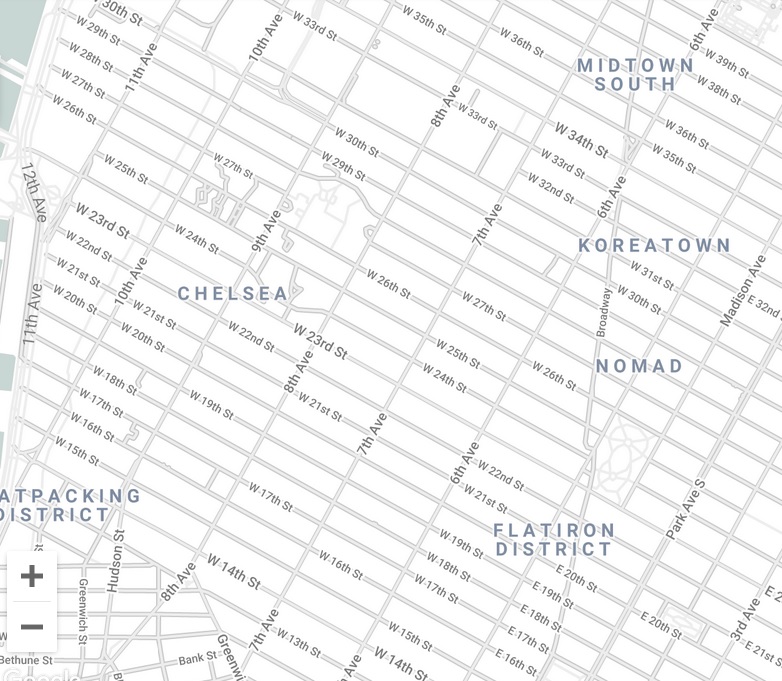 W 30th St
W 29th St
W 28th St
W 27th St
W 26th St
11th Ave
10th Ave
W 33rd St
W 35th St
W 36th St
6th Ave
W 39th St
W 38th St
MIDTOWN
SOUTH
8th Ave
W 33rd St
W 34th St
W 36th St
W 35th St
W 33rd St
W 32nd St
W 30th St
W 29th St
W 27th St
W 25th St
12th Ave
W 23rd St
W 22nd St
W 21st St
W 20th St
W 24th St
9th Ave
7th Ave
6th Ave
KOREATOWN
W 31st St
W 30th St
Madison Ave
E 32nd
CHELSEA
10th Ave
11th Ave
W 26th St
W 27th St
Broadway
W 21st St
W 20th St
W 22nd St
W 23rd St
W 25th St
W 24th St
W 26th St
NOMAD
8th Ave
W 18th St
W 17th St
W 16th St
W 15th St
W 19th St
W 21st St
7th Ave
6th Ave
W 22nd St
W 21st St
ATPACKING
DISTRICT
W 17th St
Park Ave S
FLATIRON
DISTRICT
W 19th St
W 18th St
W 17th St
E 20th St
E 19th St
E 18th St
E 17th St
E 16th St
Hudson St
Greenwich St
8th Ave
W 14th St
W 16th St
W 15th St
W 14th St
W 13th St
7th Ave
E 20th St
3rd Ave
E 21st St
E 2
St
+
−
Bethune St
Bank St
Greenwi
Ave
Google